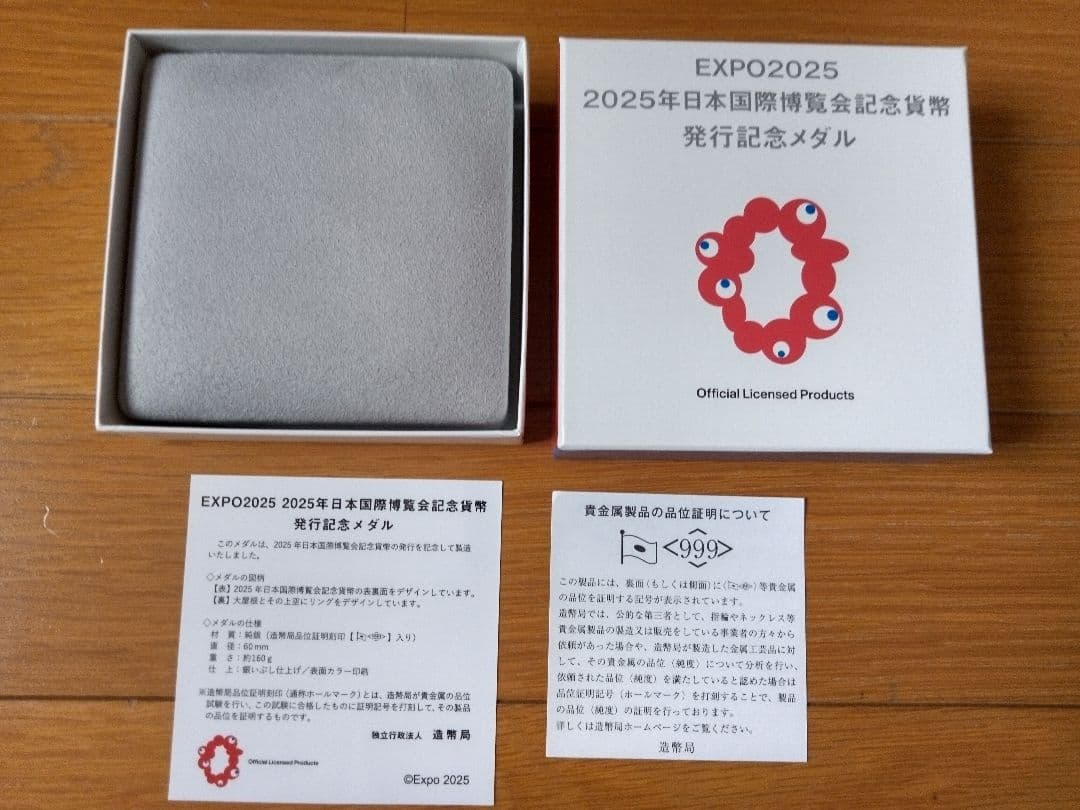 EXPO2025
2025年日本国際博覧会記念貨幣
発行記念メダル
Official Licensed Products
EXPO2025 2025年日本国際博覧会記念貨幣
発行記念メダル
このメダルは、2025年日本国際博覧会記念貨幣の発行を記念して製造
いたしました。
◇メダルの図柄
【表】2025年日本国際博覧会記念貨幣の表裏面をデザインしています。
【裏】大屋根とその上空にリングをデザインしています。
◇メダルの仕様
材 質：純銀（造幣局品位証明刻印【<999>】入り）
直 径：60mm
重 さ：約160g
仕 上：銀いぶし仕上げ／表面カラー印刷
※造幣局品位証明刻印（通称ホールマーク）とは、造幣局が貴金属の品位
試験を行い、この試験に合格したものに証明記号を打刻して、その製品
の品位を証明するものです。
独立行政法人 造幣局
Official Licensed Products
©Expo 2025
貴金属製品の品位証明について
<999>
この製品には、裏面（もしくは側面）に（<999>）等貴金属
の品位を証明する記号が表示されています。
造幣局では、公的な第三者として、指輪やネックレス等
貴金属製品の製造又は販売をしている事業者の方々から
依頼があった場合や、造幣局が製造した金属工芸品に対
して、その貴金属の品位（純度）について分析を行い、
依頼された品位（純度）を満たしていると認めた場合は
品位証明記号（ホールマーク）を打刻することで、製品
の品位（純度）の証明を行っております。
詳しくは造幣局ホームページをご覧ください。
造幣局